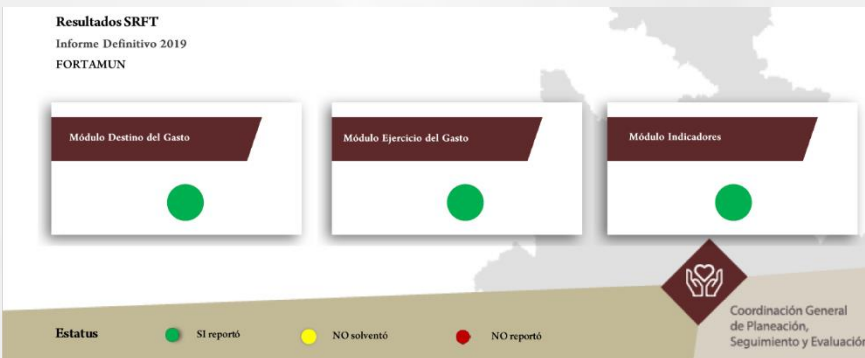 Resultados SRFT
Informe Definitivo 2019
FORTAMUN
Módulo Destino del Gasto
Módulo Ejercicio del Gasto
Módulo Indicadores
Estatus
SI reportó
NO solventó
NO reportó
Coordinación General
de Planeación,
Seguimiento y Evaluación